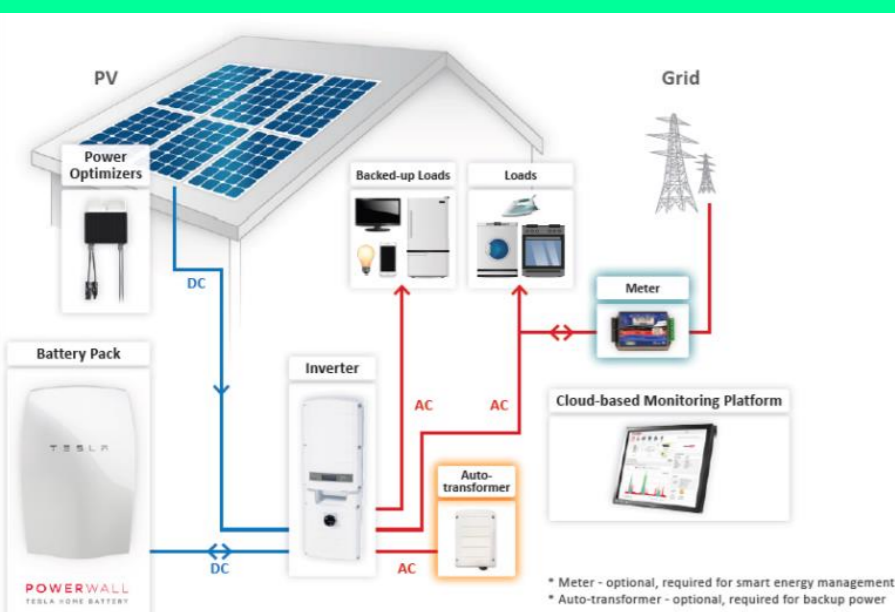 PV
Grid
Power
Optimizers
Backed-up Loads
Loads
DC
Meter
Battery Pack
Inverter
TESLA
AC
AC
Cloud-based Monitoring Platform
Auto-
transformer
DC
AC
POWERWALL
TESLA HOME BATTERY
* Meter - optional, required for smart energy management
* Auto-transformer - optional, required for backup power